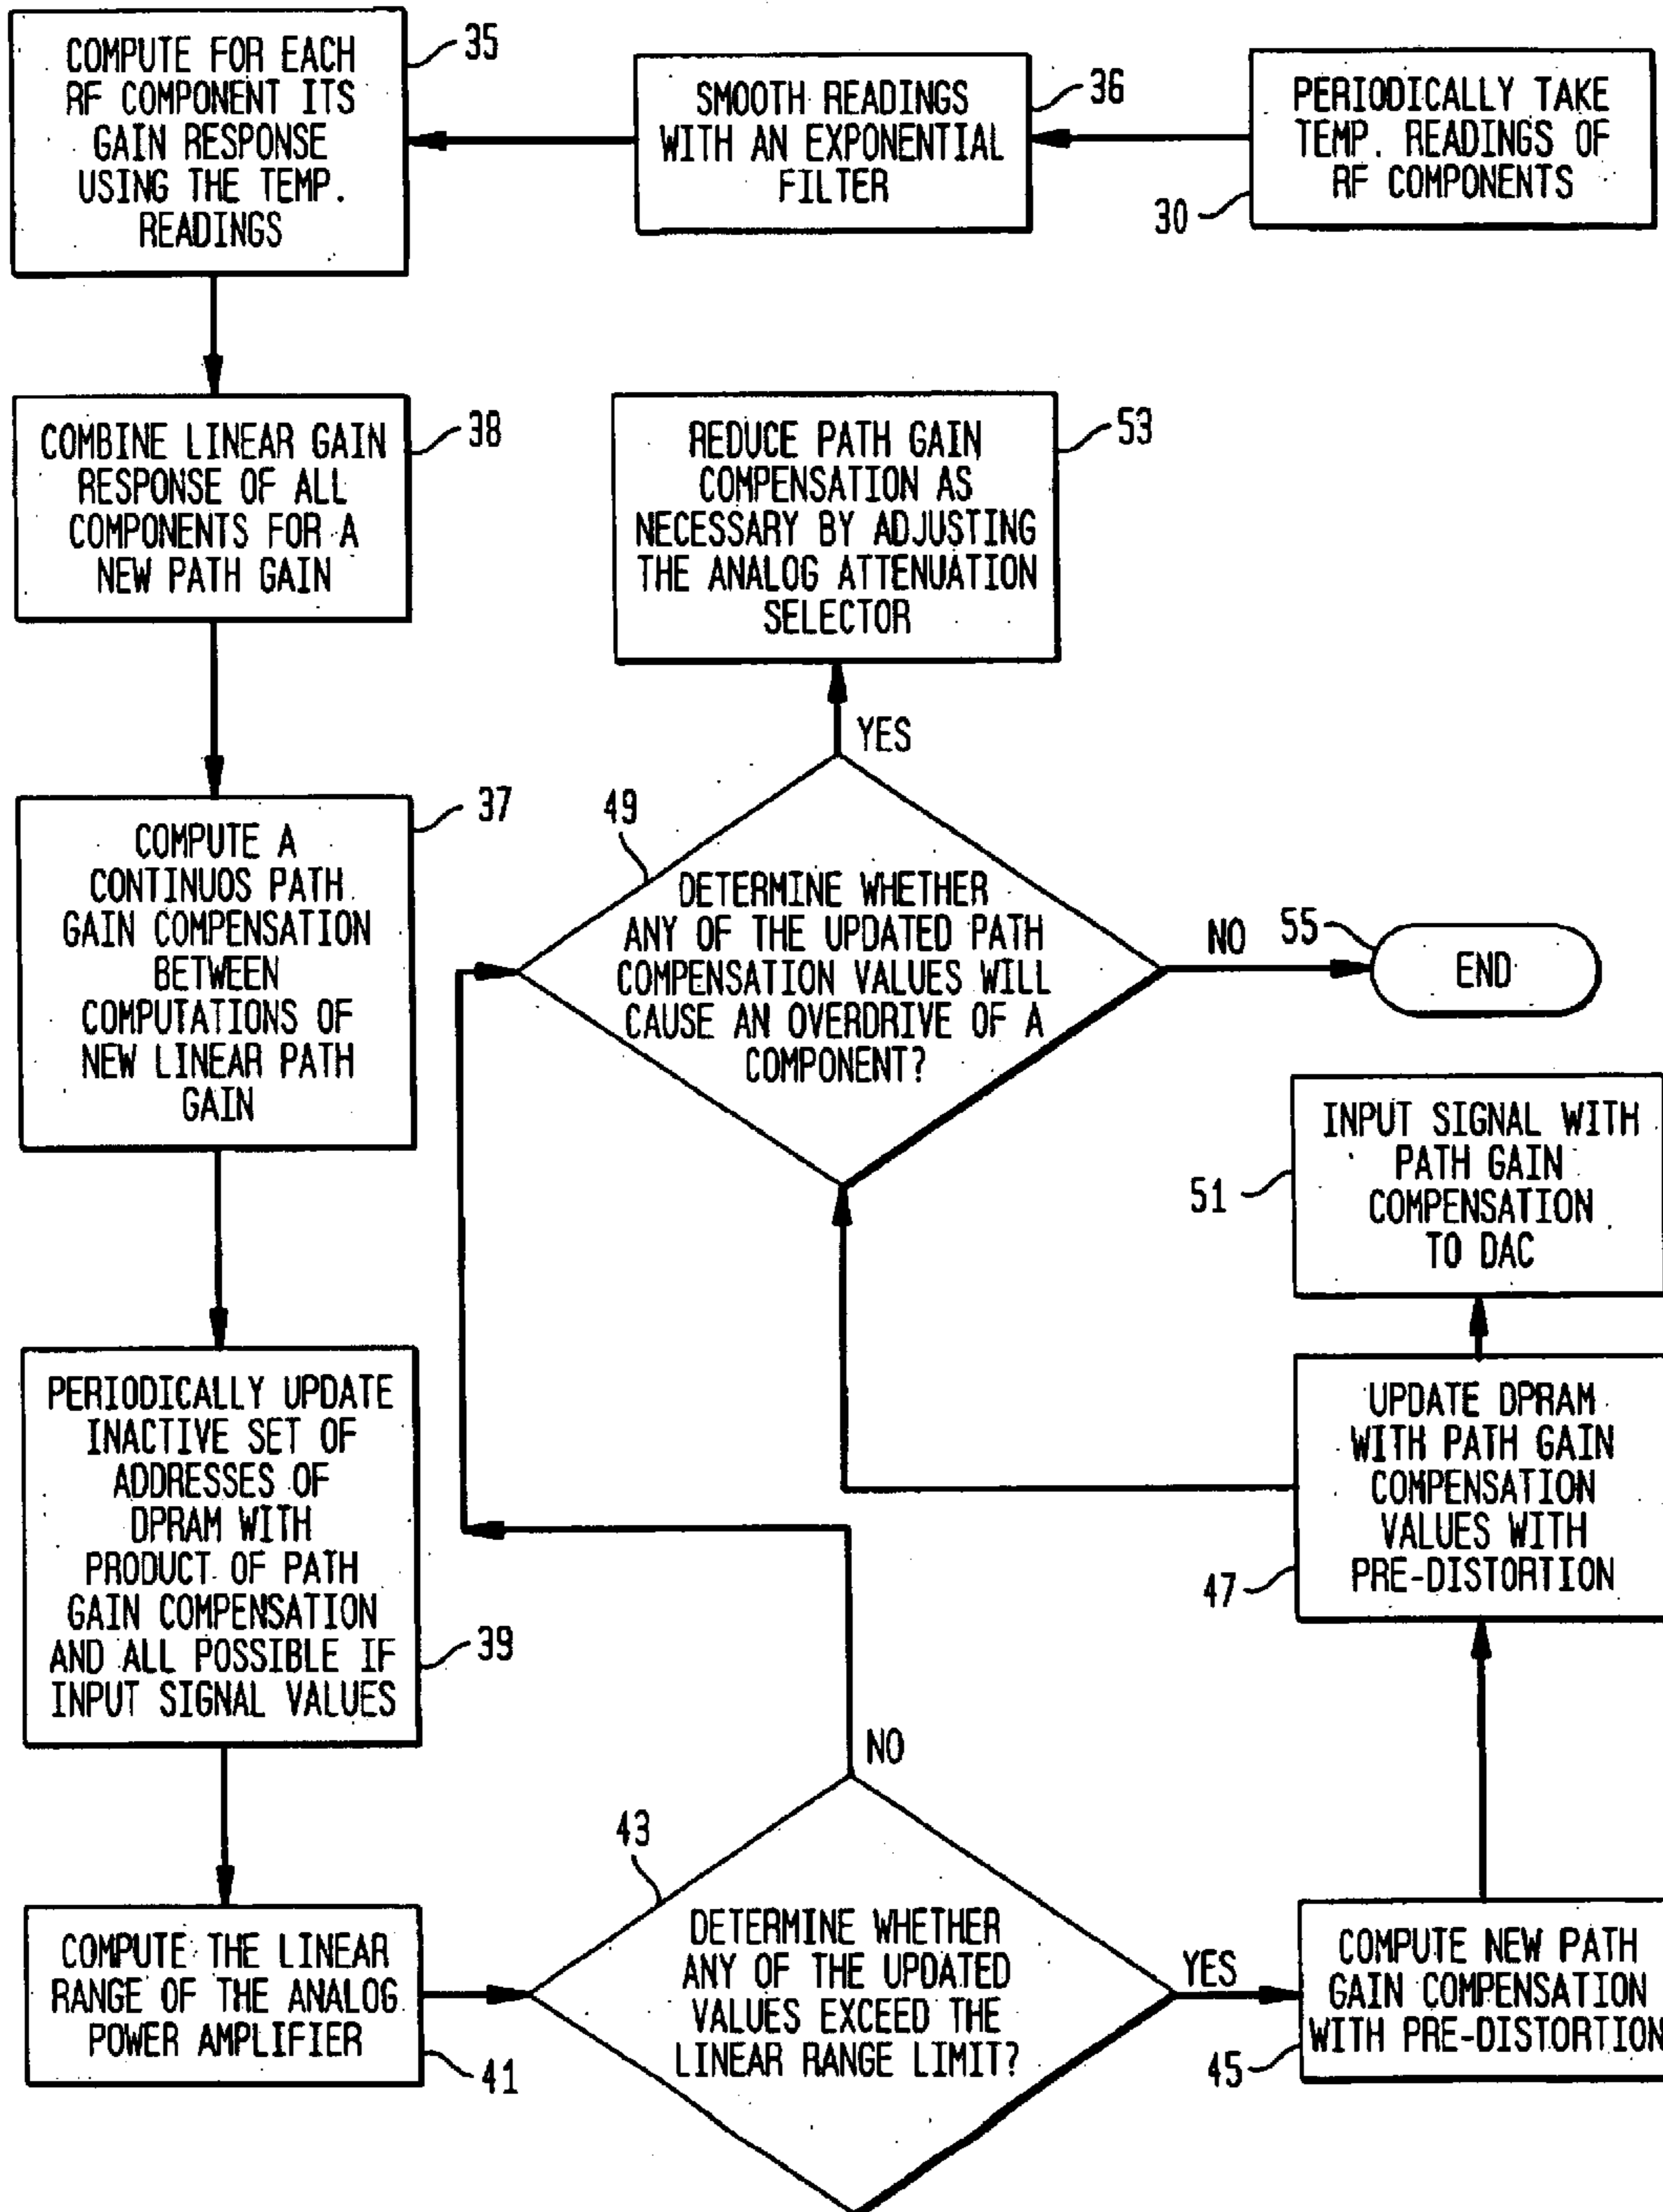 PERIODICALLY TAKE
TEMP. READINGS OF
RF COMPONENTS
30
SMOOTH READINGS
WITH AN EXPONENTIAL
FILTER
36
COMPUTE FOR EACH
RF COMPONENT ITS
GAIN RESPONSE
USING THE TEMP.
READINGS
35
COMBINE LINEAR GAIN
RESPONSE OF ALL
COMPONENTS FOR A
NEW PATH GAIN
38
COMPUTE A
CONTINUOS PATH
GAIN COMPENSATION
BETWEEN
COMPUTATIONS OF
NEW LINEAR PATH
GAIN
37
PERIODICALLY UPDATE
INACTIVE SET OF
ADDRESSES OF
DPRAM WITH
PRODUCT OF PATH
GAIN COMPENSATION
AND ALL POSSIBLE IF
INPUT SIGNAL VALUES
39
COMPUTE THE LINEAR
RANGE OF THE ANALOG
POWER AMPLIFIER
41
43
DETERMINE WHETHER
ANY OF THE UPDATED
VALUES EXCEED THE
LINEAR RANGE LIMIT?
NO
YES
COMPUTE NEW PATH
GAIN COMPENSATION
WITH PRE-DISTORTION
45
UPDATE DPRAM
WITH PATH GAIN
COMPENSATION
VALUES WITH
PRE-DISTORTION
47
INPUT SIGNAL WITH
PATH GAIN
COMPENSATION
TO DAC
51
49
DETERMINE WHETHER
ANY OF THE UPDATED PATH
COMPENSATION VALUES WILL
CAUSE AN OVERDRIVE OF A
COMPONENT?
YES
NO
REDUCE PATH GAIN
COMPENSATION AS
NECESSARY BY ADJUSTING
THE ANALOG ATTENUATION
SELECTOR
53
55
END